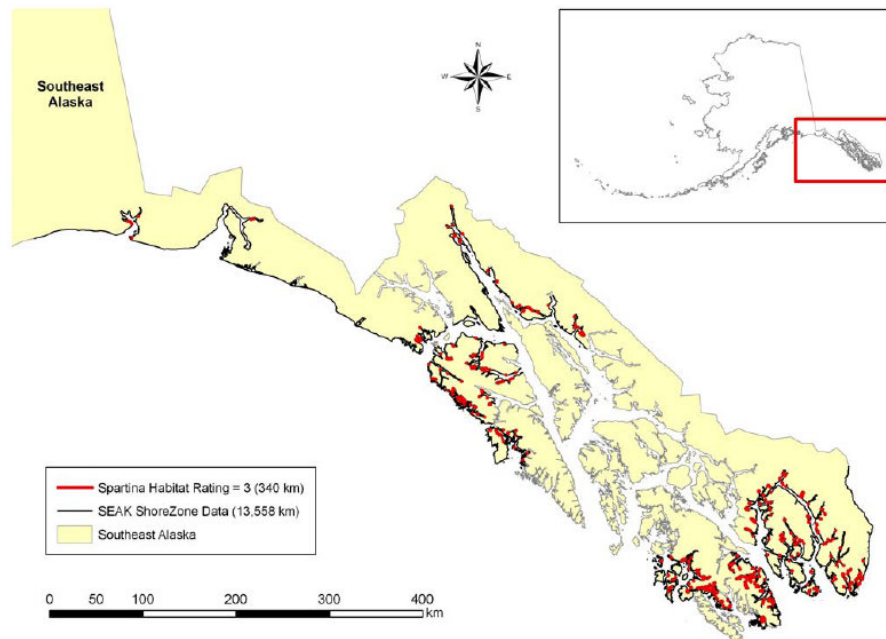 Southeast
Alaska
N
W E
S
Spartina Habitat Rating = 3 (340 km)
SEAK ShoreZone Data (13,558 km)
Southeast Alaska
0 50 100 200 300 400
km